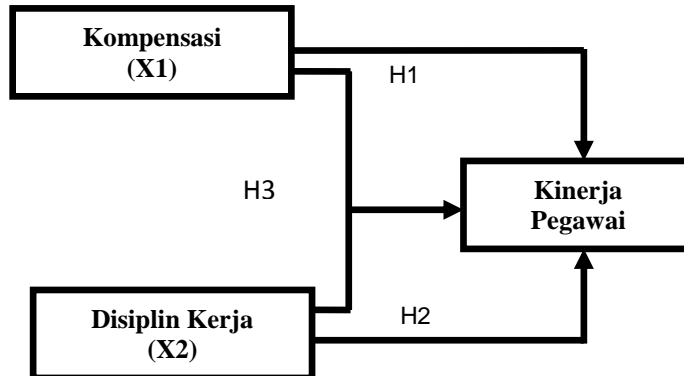 Kompensasi
(X1)
H1
H3
Kinerja
Pegawai
Disiplin Kerja
(X2)
H2